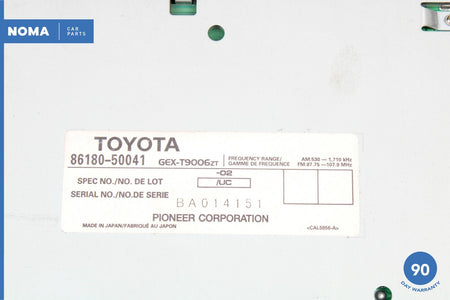 NOMA CAR PARTS
TOYOTA
86180-50041 GEX-T9006ZT
FREQUENCY RANGE/ AM:530 – 1,710 kHz
GAMME DE FREQUENCE FM:87.75 – 107.9 MHz
-02
SPEC NO./NO. DE LOT /UC
SERIAL NO./NO.DE SERIE BA014151
PIONEER CORPORATION
MADE IN JAPAN/FABRIQUÉ AU JAPON <CAL5055-A>
90
DAY WARRANTY